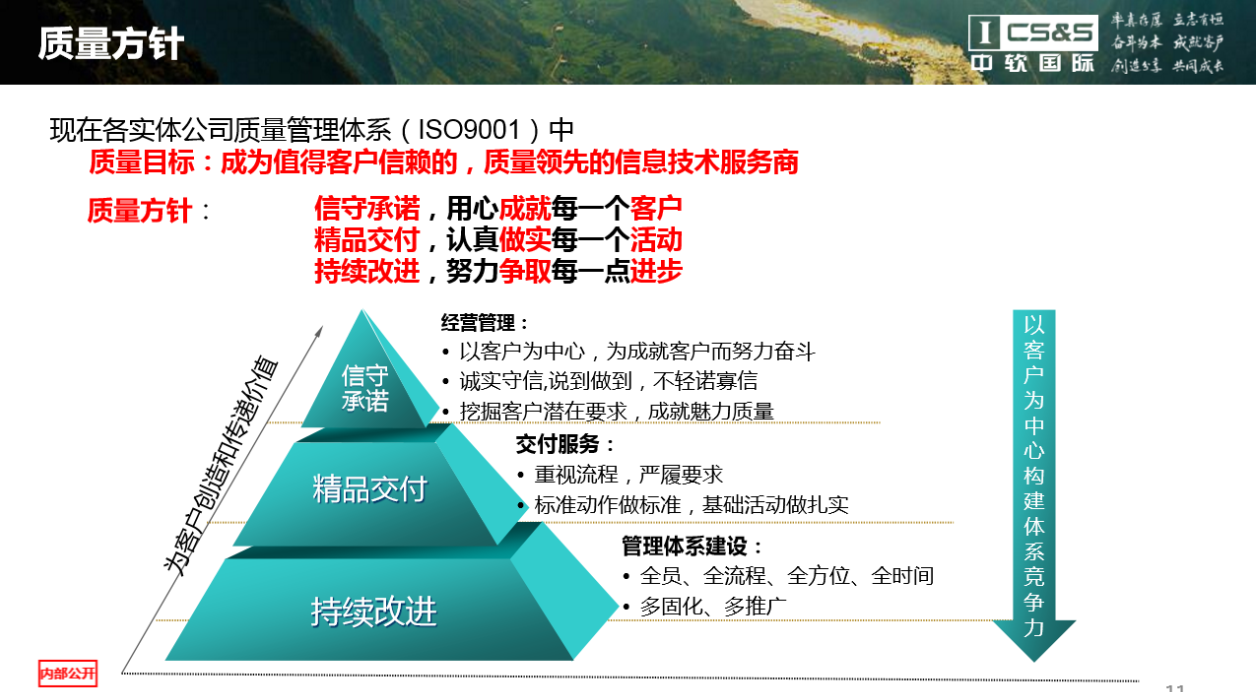 质量方针
I CS&S
中软国际
率真存厚 立志有恒
奋斗为本 成就客户
创造分享 共同成长
现在各实体公司质量管理体系（ISO9001）中
质量目标：成为值得客户信赖的，质量领先的信息技术服务商
质量方针：
信守承诺，用心成就每一个客户
精品交付，认真做实每一个活动
持续改进，努力争取每一点进步
为客户创造和传递价值
信守
承诺
经营管理：
• 以客户为中心，为成就客户而努力奋斗
• 诚实守信,说到做到，不轻诺寡信
• 挖掘客户潜在要求，成就魅力质量
精品交付
交付服务：
• 重视流程，严履要求
• 标准动作做标准，基础活动做扎实
持续改进
管理体系建设：
• 全员、全流程、全方位、全时间
• 多固化、多推广
以客户为中心构建体系竞争力
内部公开
11